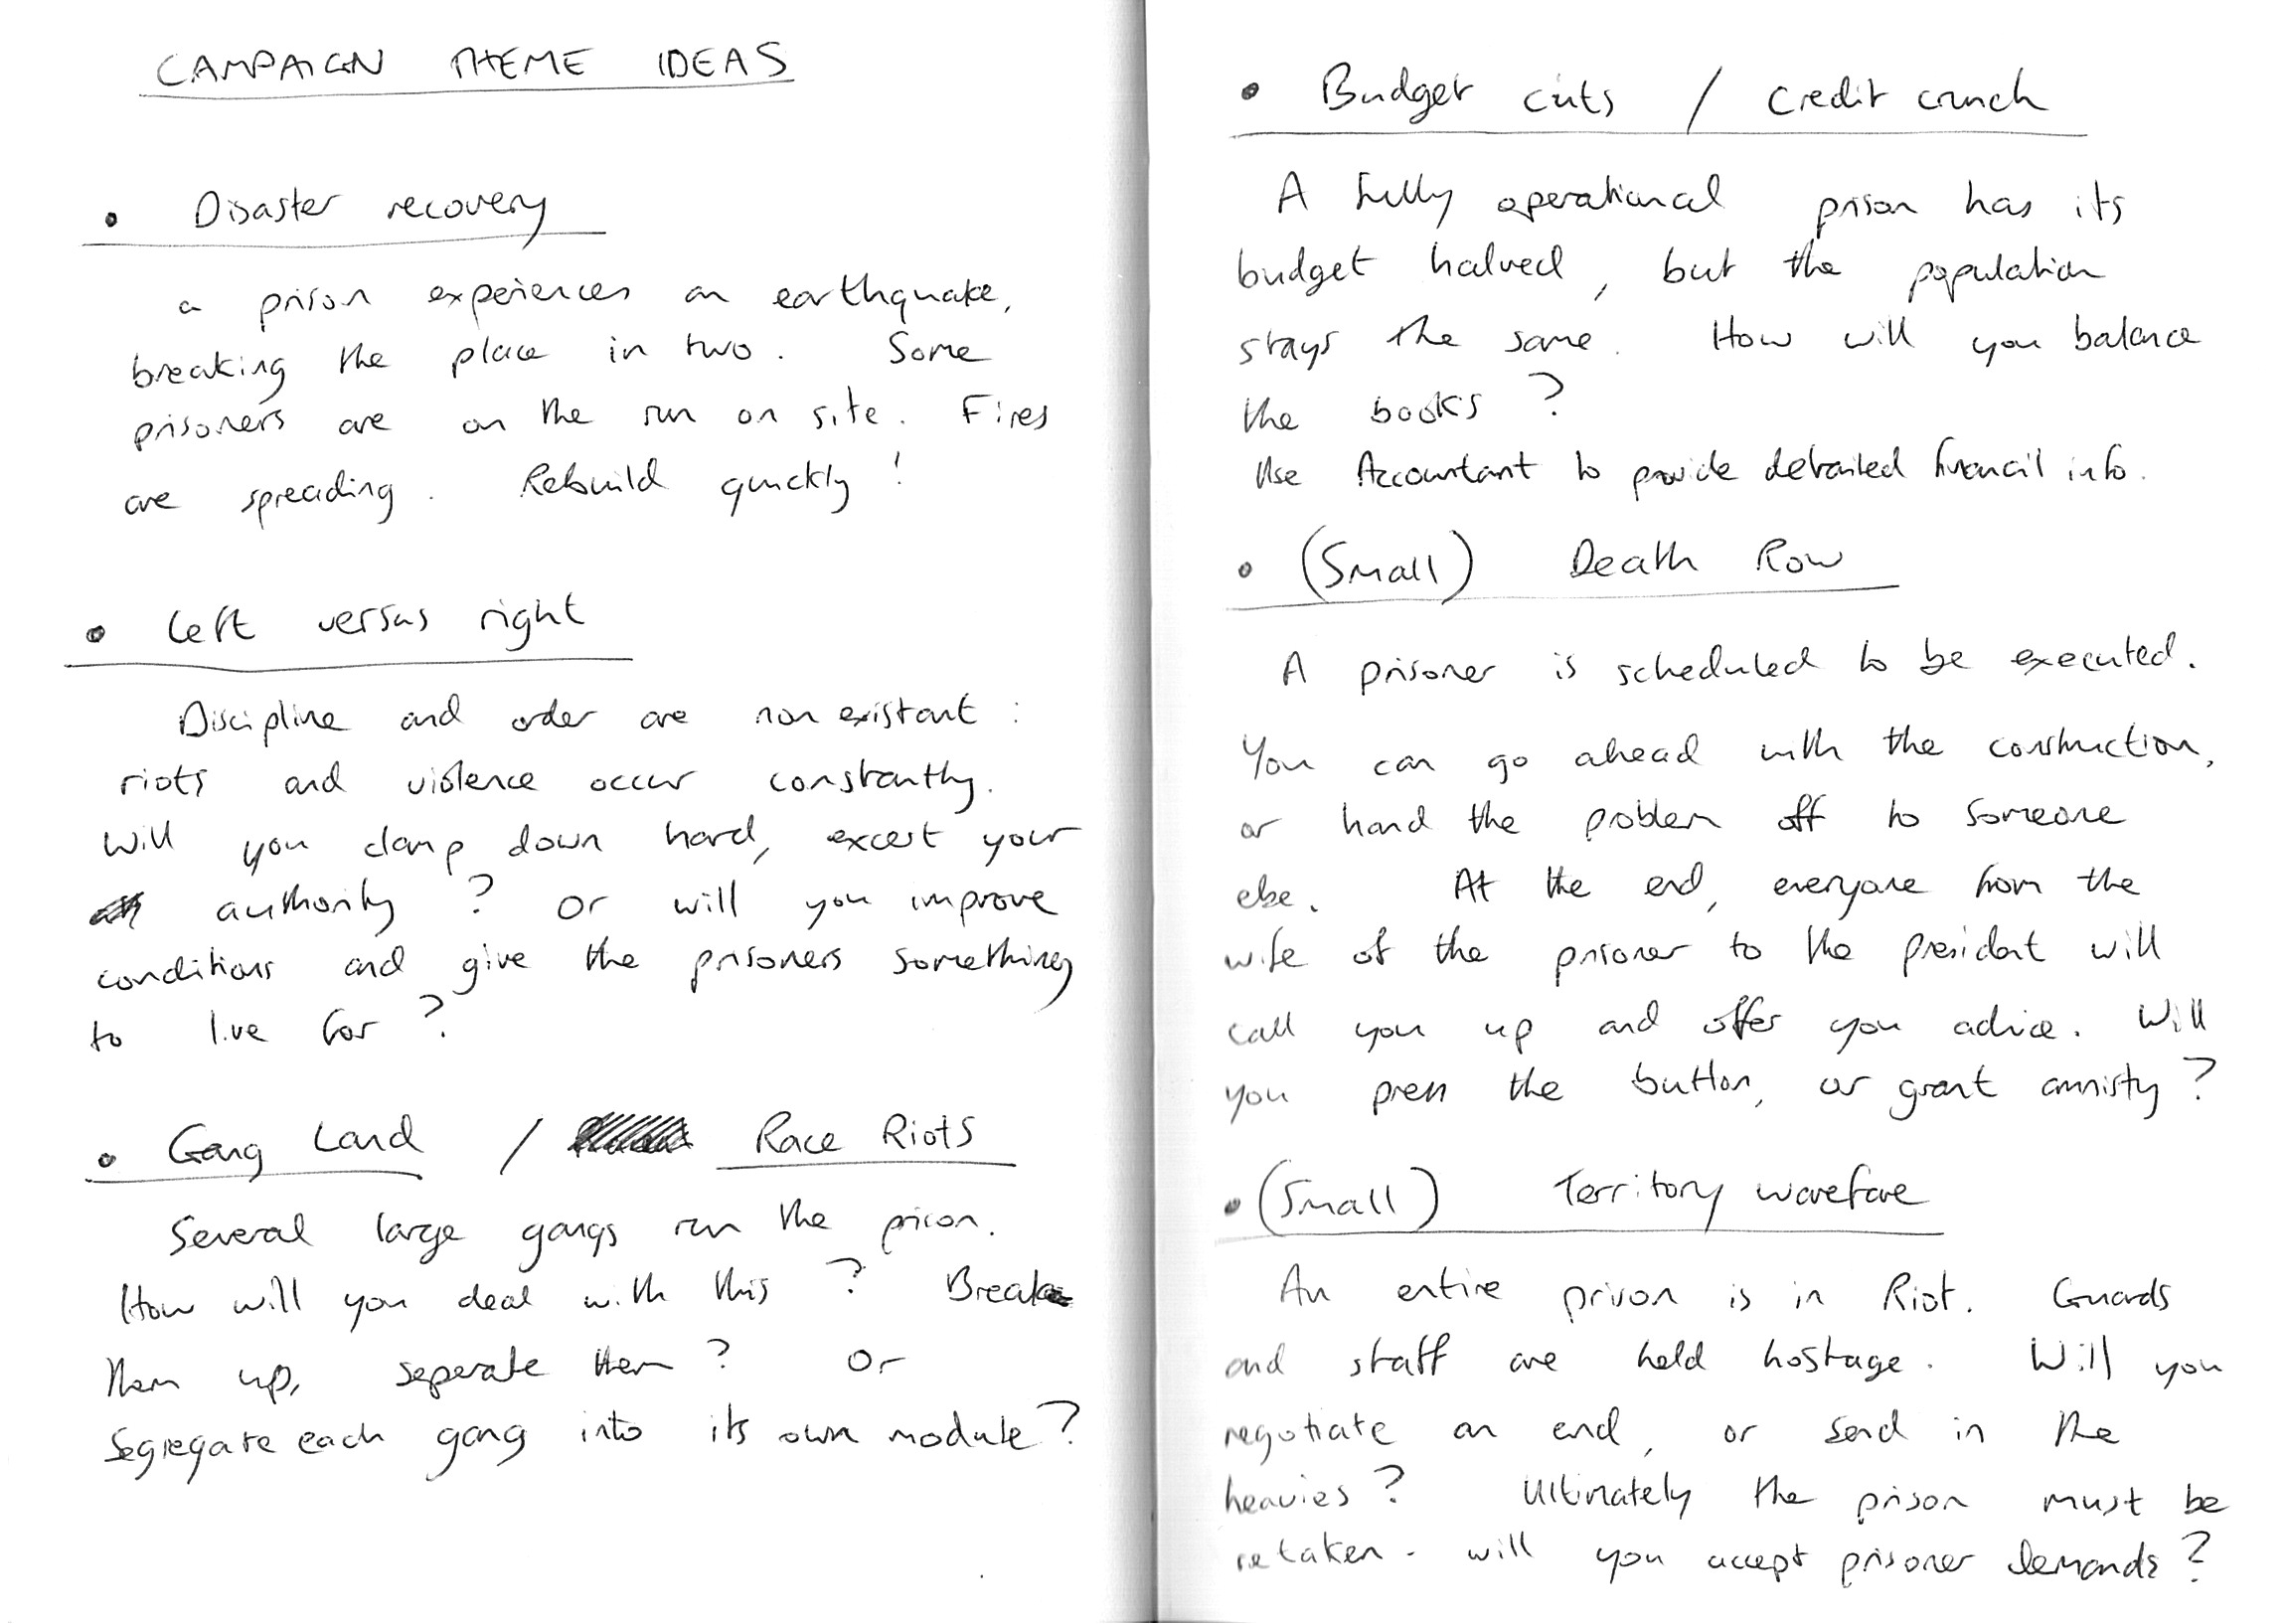 CAMPAIGN THEME IDEAS
• Disaster recovery
a prison experiences an earthquake,
breaking the place in two. Some
prisoners are on the run on site. Fires
are spreading. Rebuild quickly!
• Left versus right
Discipline and order are non existant :
riots and violence occur constantly.
Will you clamp down hard, excert your
authority? Or will you improve
conditions and give the prisoners something
to live for?
• Gang Land / Race Riots
Several large gangs run the prison.
How will you deal with this? Break
them up, seperate them? Or
Segregate each gang into its own module?
• Budget cuts / Credit crunch
A fully operational prison has its
budget halved, but the population
stays the same. How will you balance
the books?
Use Accountant to provide detailed financil info.
• (Small) Death Row
A prisoner is scheduled to be executed.
You can go ahead with the construction,
or hand the problem off to someone
else. At the end, everyone from the
wife of the prisoner to the president will
call you up and offer you advice. Will
you press the button, or grant amnisty?
• (Small) Territory warefare
An entire prison is in Riot. Guards
and staff are held hostage. Will you
negotiate an end, or send in the
heavies? Ultimately the prison must be
retaken - will you accept prisoner demands?